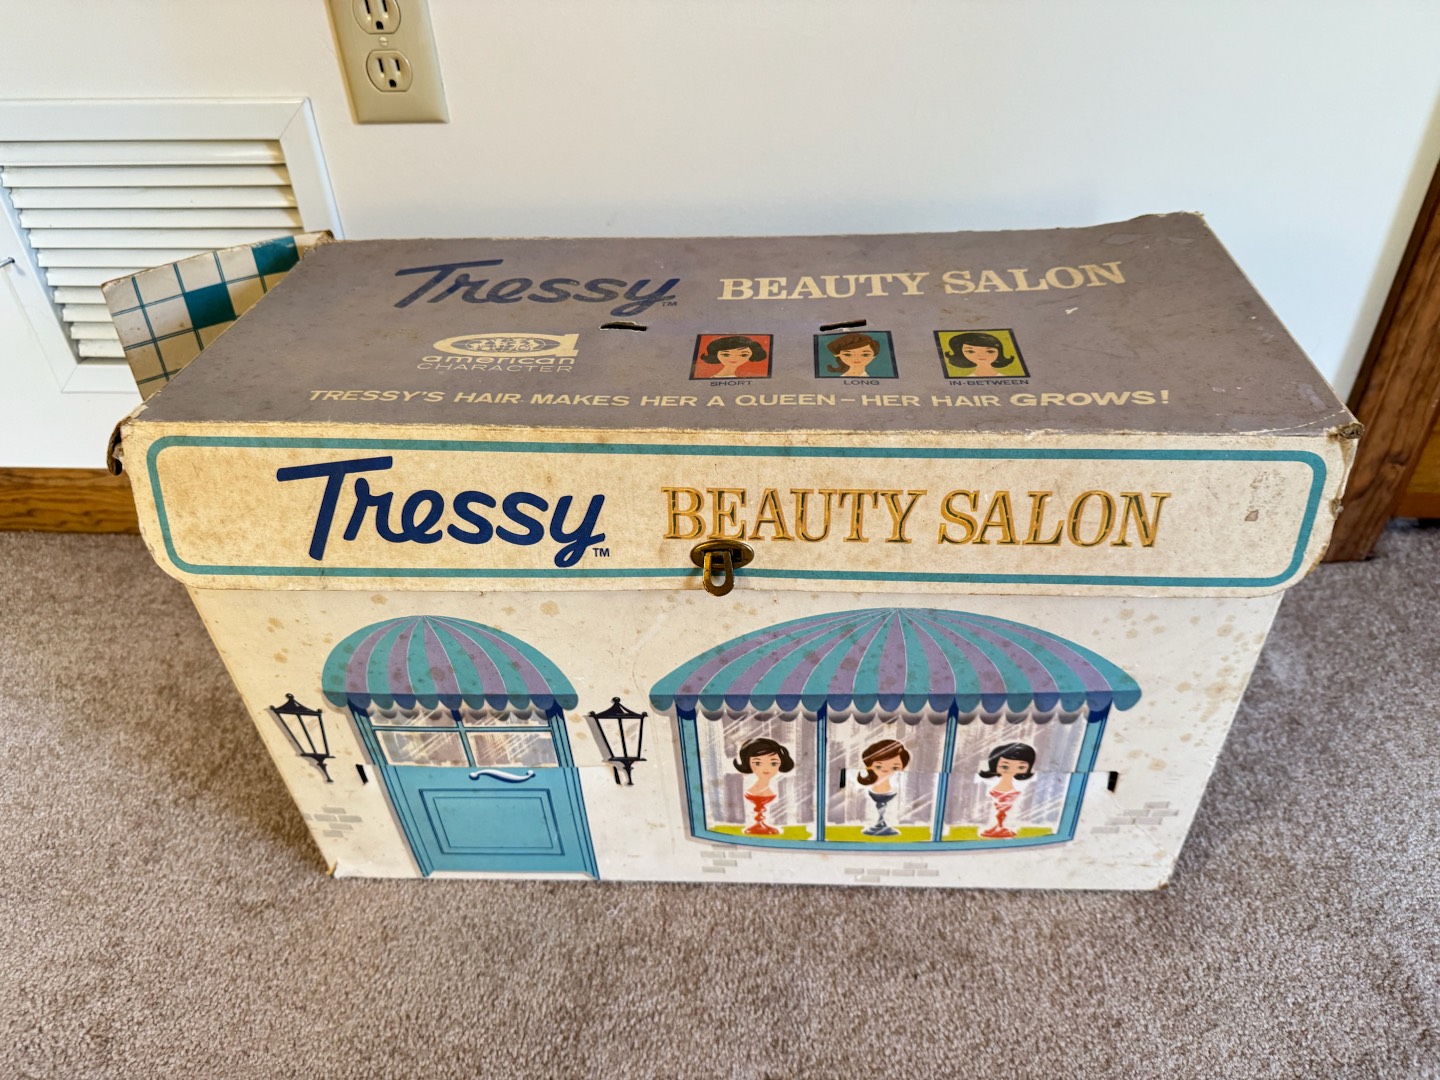 Tressy™ BEAUTY SALON
american
CHARACTER
SHORT LONG IN-BETWEEN
TRESSY'S HAIR MAKES HER A QUEEN—HER HAIR GROWS!
Tressy™ BEAUTY SALON